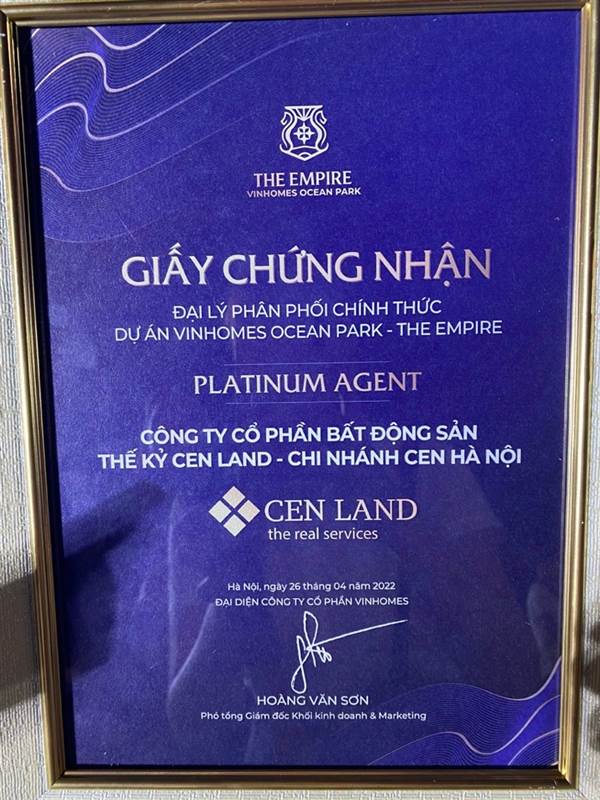 THE EMPIRE
VINHOMES OCEAN PARK
GIẤY CHỨNG NHẬN
ĐẠI LÝ PHÂN PHỐI CHÍNH THỨC
DỰ ÁN VINHOMES OCEAN PARK - THE EMPIRE
PLATINUM AGENT
CÔNG TY CỔ PHẦN BẤT ĐỘNG SẢN
THẾ KỶ CEN LAND - CHI NHÁNH CEN HÀ NỘI
CEN LAND
the real services
Hà Nội, ngày 26 tháng 04 năm 2022
ĐẠI DIỆN CÔNG TY CỔ PHẦN VINHOMES
HOÀNG VĂN SƠN
Phó tổng Giám đốc Khối kinh doanh & Marketing